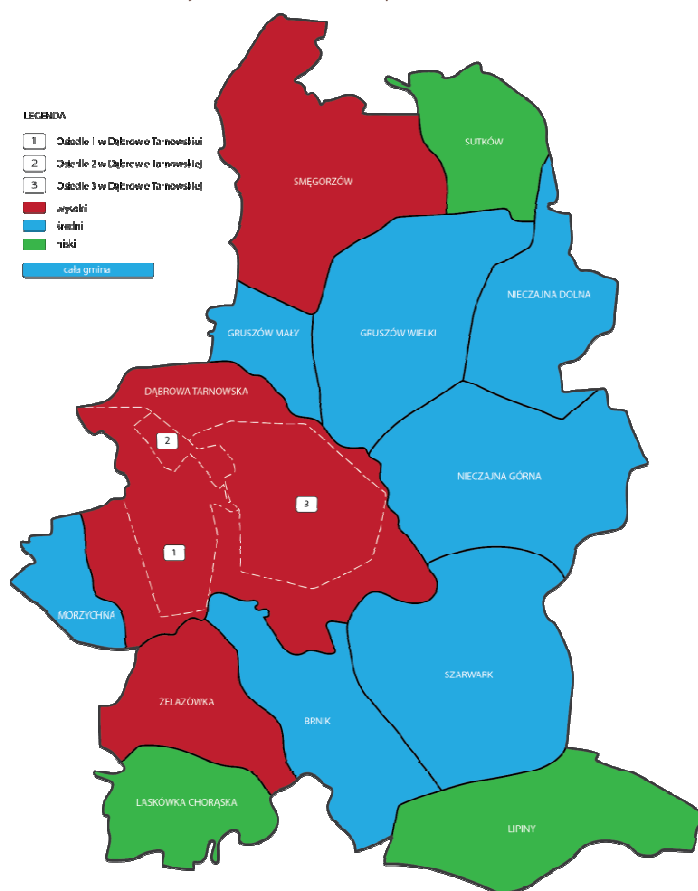 LEGENDA
1 Osiedle 1 w Dąbrowie Tarnowskiej
2 Osiedle 2 w Dąbrowie Tarnowskiej
3 Osiedle 3 w Dąbrowie Tarnowskiej
wysoki
średni
niski
cała gmina
SUTKÓW
SMĘGORZÓW
NIECZAJNA DOLNA
GRUSZÓW MAŁY
GRUSZÓW WIELKI
DĄBROWA TARNOWSKA
2
NIECZAJNA GÓRNA
3
1
MORZYCHNA
SZARWARK
ŻELAZÓWKA
BRNIK
LASKÓWKA CHORĄSKA
LIPINY